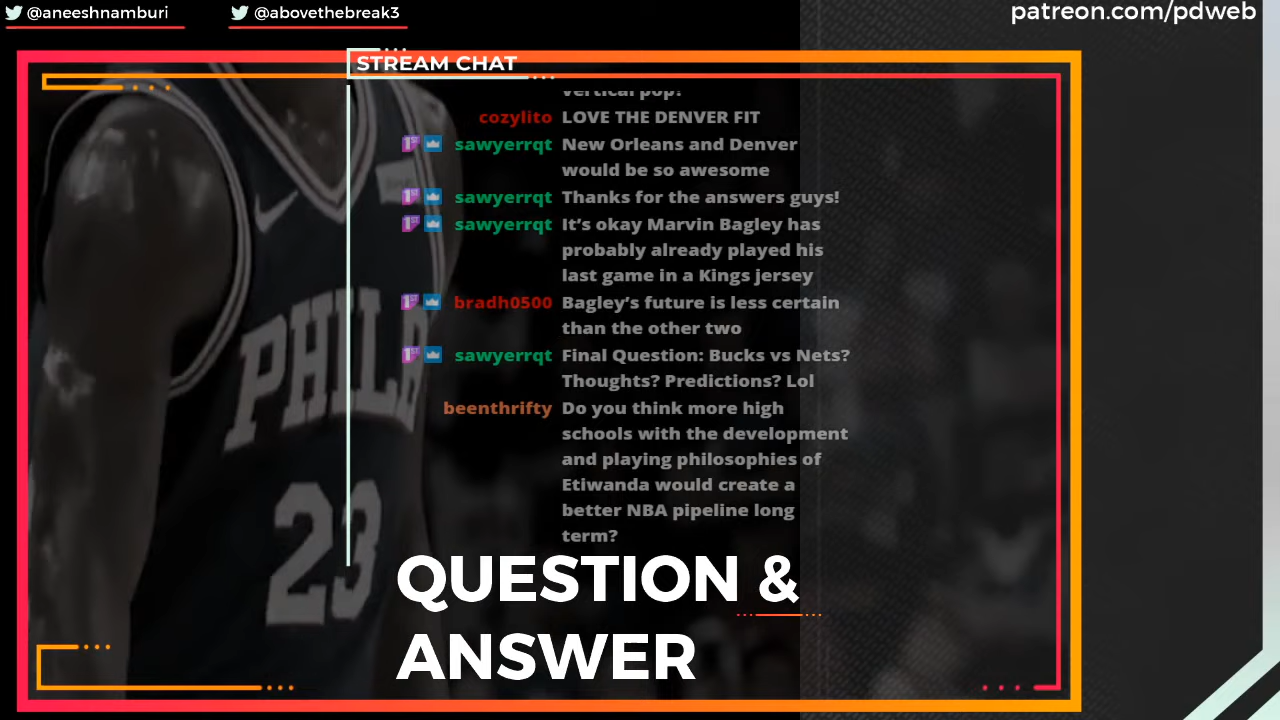 @aneeshnamburi
@abovethebreak3
patreon.com/pdweb
STREAM CHAT
vertical pop?
cozylito LOVE THE DENVER FIT
sawyerrqt New Orleans and Denver
would be so awesome
sawyerrqt Thanks for the answers guys!
sawyerrqt It's okay Marvin Bagley has
probably already played his
last game in a Kings jersey
bradh0500 Bagley's future is less certain
than the other two
sawyerrqt Final Question: Bucks vs Nets?
Thoughts? Predictions? Lol
beenthrifty Do you think more high
schools with the development
and playing philosophies of
Etiwanda would create a
better NBA pipeline long
term?
PHILA
23
QUESTION &
ANSWER